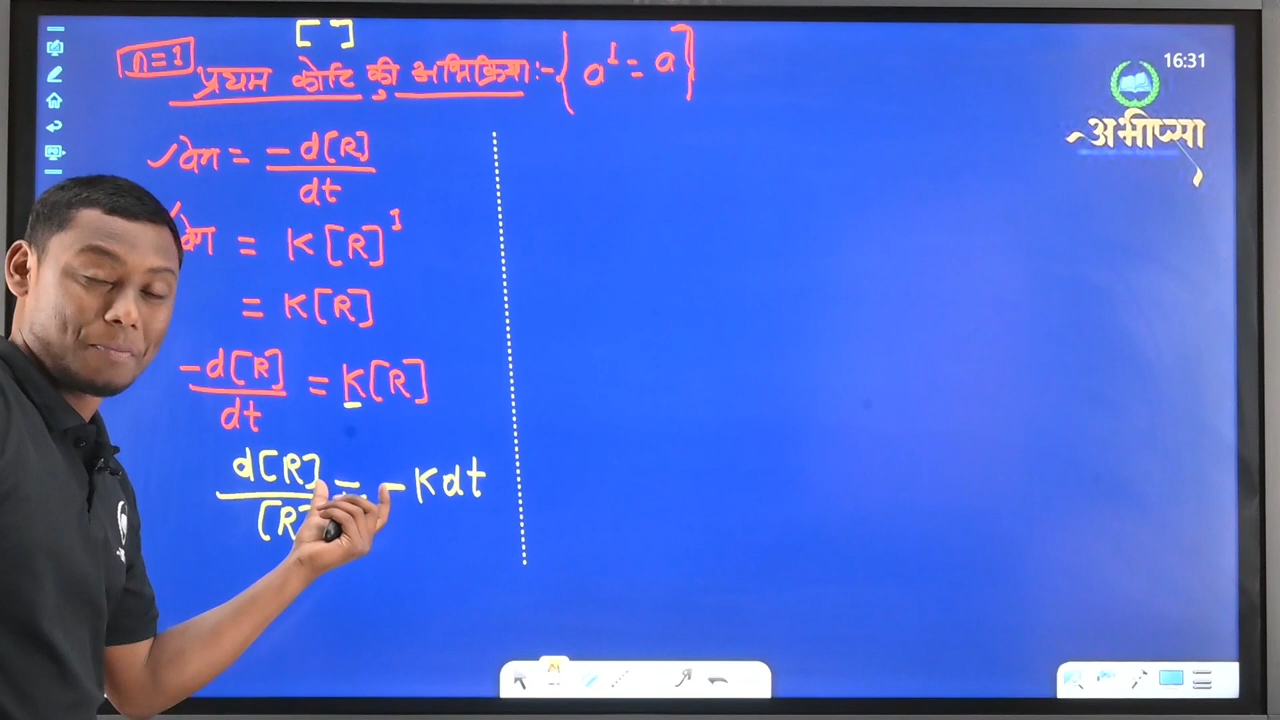 [ ]
n=1 प्रथम कोटि की अभिक्रिया:- { a¹ = a }
16:31
अभीप्सा
वेग = -d[R]/dt
वेग = K[R]¹
= K[R]
-d[R]/dt = K[R]
d[R]/[R] = -Kdt